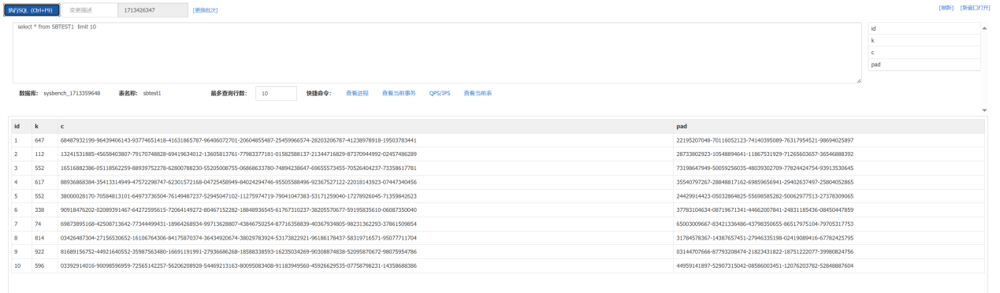 执行SQL (Ctrl+F9) 变更描述 1713426347 [更换批次] [刷新] [新窗口打开]
select * from SBTEST1 limit 10
id
k
c
pad
数据库: sysbench_1713359648 表名称: sbtest1 最多查询行数: 10 快捷命令: 查看进程 查看当前事务 QPS/IPS 查看当前表
id k c pad
1 647 68487932199-96439406143-93774651418-41631865787-96406072701-20604855487-25459966574-28203206787-41238978918-19503783441 22195207048-70116052123-74140395089-76317954521-98694025897
2 112 13241531885-45658403807-79170748828-69419634012-13605813761-77983377181-01582588137-21344716829-87370944992-02457486289 28733802923-10548894641-11867531929-71265603657-36546888392
3 552 16516882386-05118562259-88939752278-62800788230-55205008755-06868633780-74894238647-69655573455-70526404237-73358617781 73198647949-50059256035-48039302709-77824424754-93913530645
4 617 88936868384-35413314949-47572298747-62301572168-04725458949-84024294746-95505588496-92367527122-22018143923-07447340456 35540797267-28848817162-69859656941-29402637497-25804052865
5 552 38000028170-70584813101-64973736504-76149487237-52945047102-11275974719-79041047383-53171259040-17278926045-71359842623 24429914423-05032864825-55698585282-50062977513-27378309065
6 338 90918476202-02089391467-64272595615-72064149272-80467152282-18848936545-61767310237-38205570677-59195835610-06087350040 37783104634-08719671341-44662007841-24831185436-08450447859
7 74 69873895168-42508713642-77344499431-18964268934-99713628807-43846750254-87716358839-40367934805-98231362293-37861509854 65003009667-83421336486-43798350655-86517975104-79705317753
8 814 03426487304-27156530652-16106764306-84175870374-36434920674-38029783924-53173822921-96186178437-58319716571-95077711704 31784578367-14387657451-27946335198-02419089416-67782425795
9 922 81689156752-44921640552-35987563480-16691191991-27936686268-18588338593-16235034269-90308874838-52095870672-98075954786 03144707666-87793208474-21823431822-18751222077-39980824756
10 596 03392914016-90098596959-72565142257-56206208928-54469213163-80095083408-91183949560-45926629535-07758798231-14358688386 44959141897-52907315042-08586003451-12076203782-52848887604